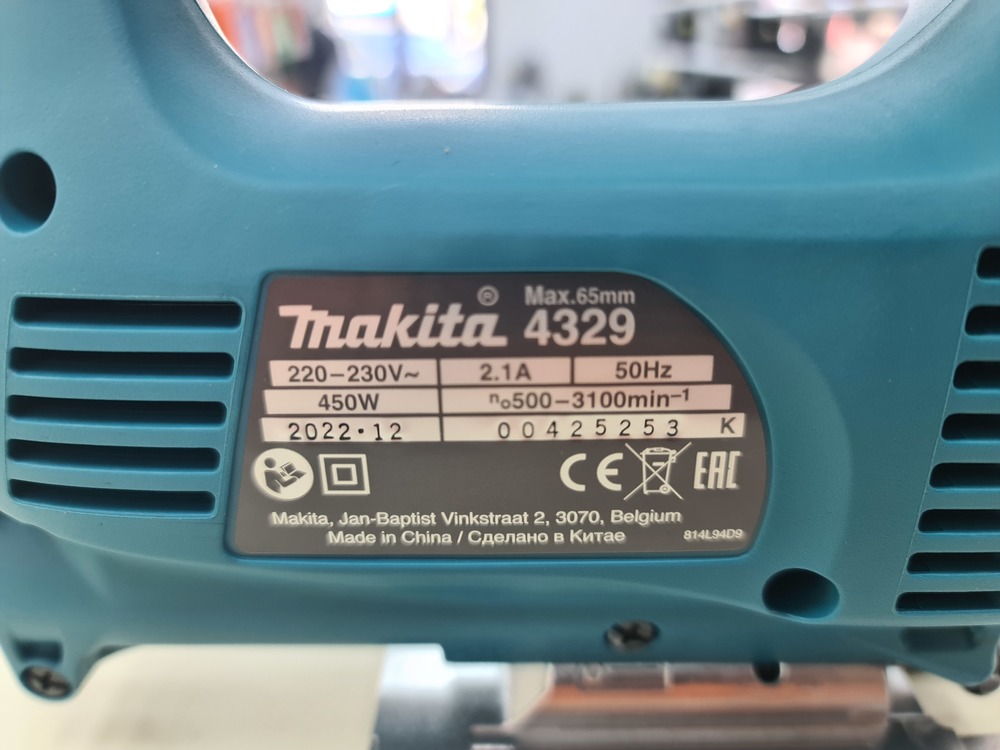 makita® Max.65mm
4329
220–230V~ 2.1A 50Hz
450W n₀500–3100min⁻¹
2022・12 00425253 K
CE EAC
Makita, Jan-Baptist Vinkstraat 2, 3070, Belgium
Made in China / Сделано в Китае 814L94D9